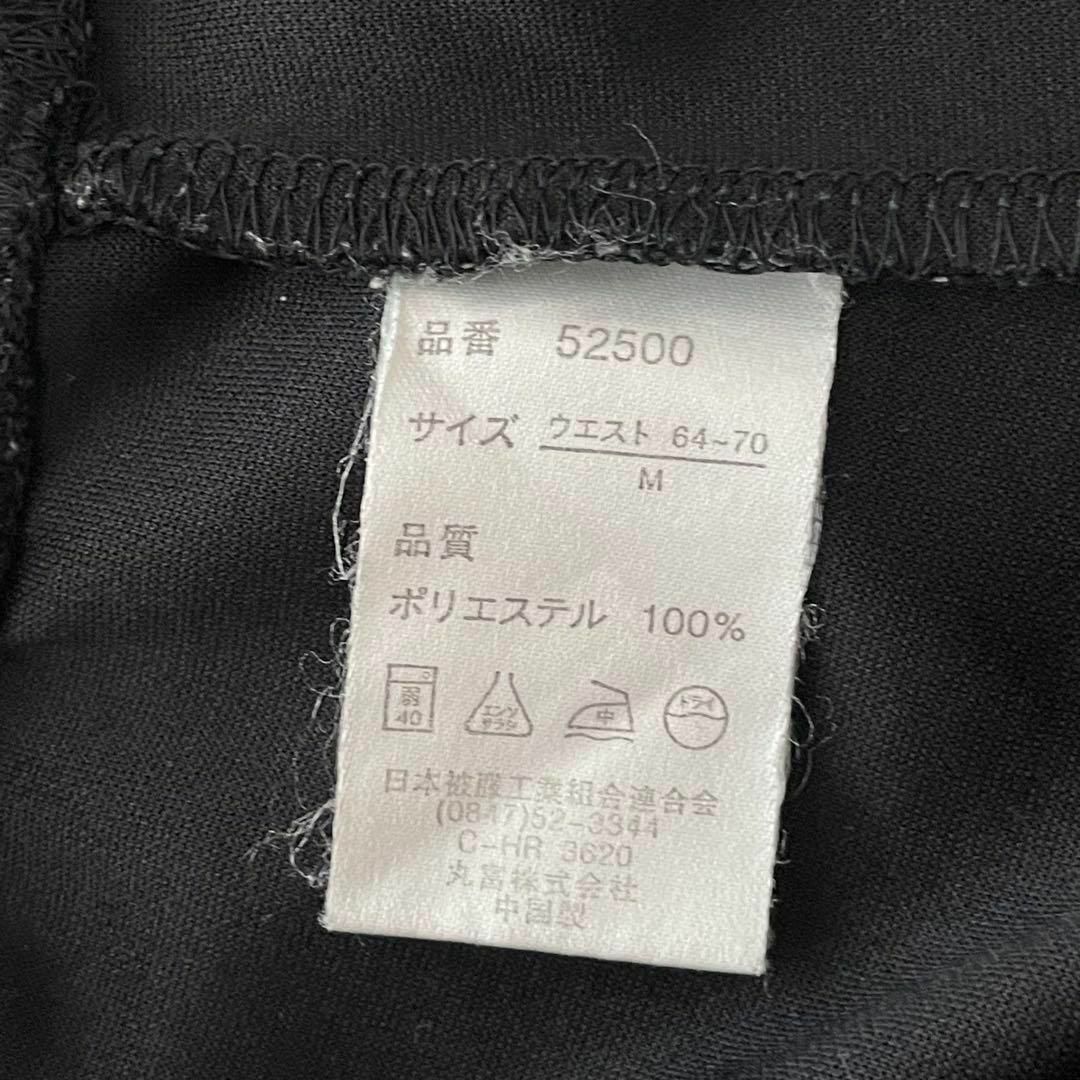 品番 52500
サイズ ウエスト 64~70
M
品質
ポリエステル 100%
弱
40
エンソ
サラシ
中
ドライ
日本被服工業組合連合会
(0847)52-3344
C-HR 3620
丸富株式会社
中国製